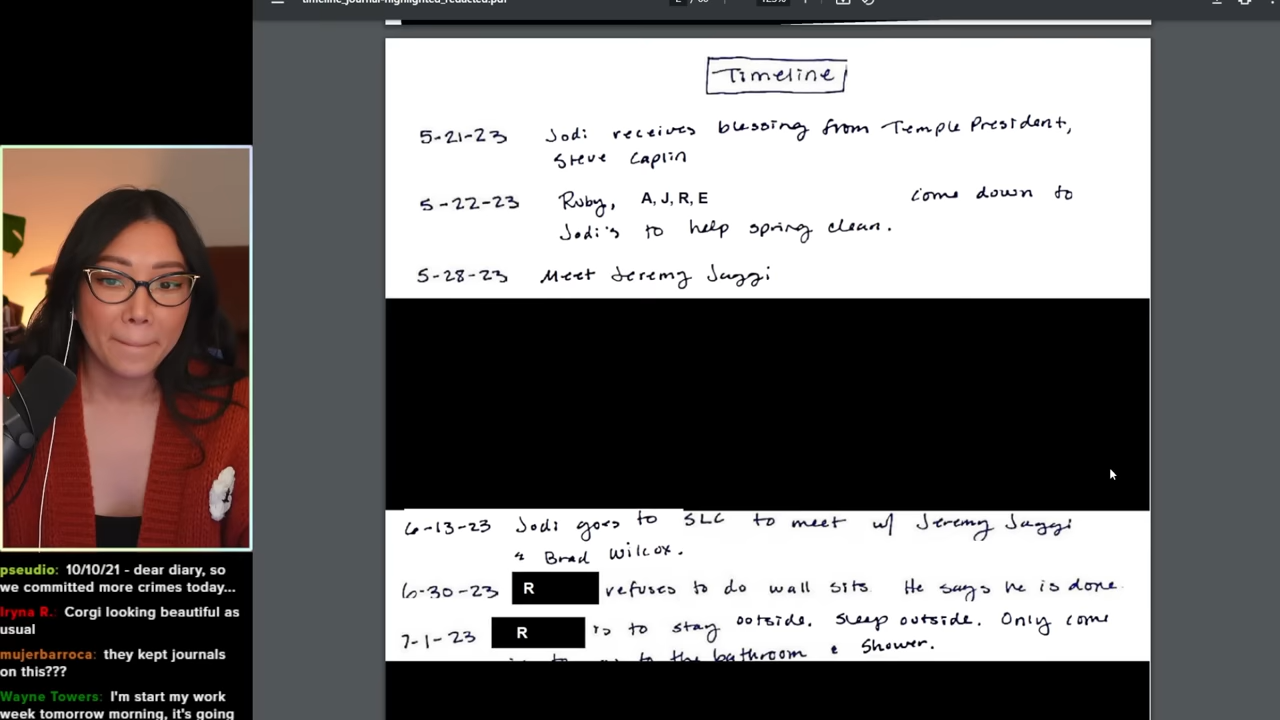 timeline_journal-highlighted_redacted.pdf
Timeline
5-21-23 Jodi receives blessing from Temple President,
Steve Caplin
5-22-23 Ruby, A, J, R, E come down to
Jodi's to help spring clean.
5-28-23 Meet Jeremy Jaggi
6-13-23 Jodi goes to SLC to meet w/ Jeremy Jaggi
& Brad Wilcox.
6-30-23 R refuses to do wall sits. He says he is done.
7-1-23 R is to stay outside. Sleep outside. Only come
to the bathroom & shower.
pseudio: 10/10/21 - dear diary, so
we committed more crimes today...
Iryna R.: Corgi looking beautiful as
usual
mujerbarroca: they kept journals
on this???
Wayne Towers: I'm start my work
week tomorrow morning, it's going